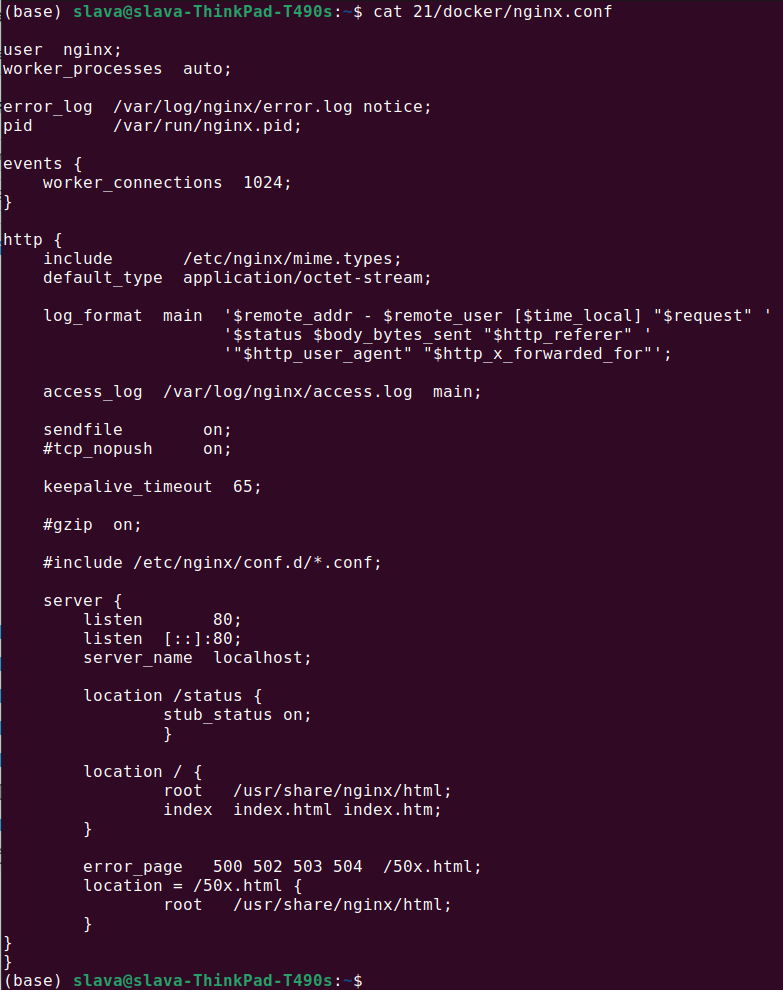 (base) slava@slava-ThinkPad-T490s:~$ cat 21/docker/nginx.conf
user  nginx;
worker_processes  auto;
error_log  /var/log/nginx/error.log notice;
pid        /var/run/nginx.pid;
events {
    worker_connections  1024;
}
http {
    include       /etc/nginx/mime.types;
    default_type  application/octet-stream;
    log_format  main  '$remote_addr - $remote_user [$time_local] "$request" '
                      '$status $body_bytes_sent "$http_referer" '
                      '"$http_user_agent" "$http_x_forwarded_for"';
    access_log  /var/log/nginx/access.log  main;
    sendfile        on;
    #tcp_nopush     on;
    keepalive_timeout  65;
    #gzip  on;
    #include /etc/nginx/conf.d/*.conf;
    server {
        listen       80;
        listen  [::]:80;
        server_name  localhost;
        location /status {
                stub_status on;
                }
        location / {
                root   /usr/share/nginx/html;
                index  index.html index.htm;
        }
        error_page   500 502 503 504  /50x.html;
        location = /50x.html {
                root   /usr/share/nginx/html;
        }
}
}
(base) slava@slava-ThinkPad-T490s:~$